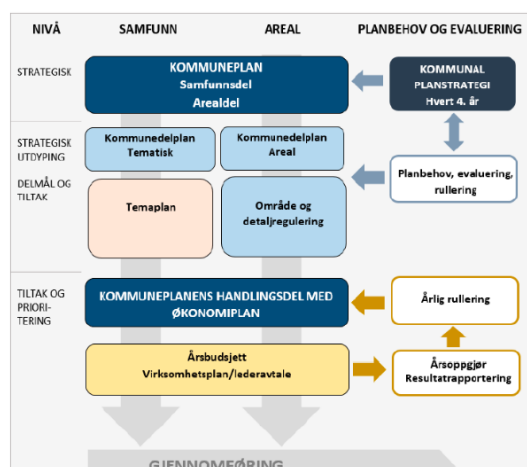 NIVÅ
SAMFUNN
AREAL
PLANBEHOV OG EVALUERING
STRATEGISK
KOMMUNEPLAN
Samfunnsdel
Arealdel
KOMMUNAL
PLANSTRATEGI
Hvert 4. år
STRATEGISK
UTDYPING
Kommunedelplan
Tematisk
Kommunedelplan
Areal
Planbehov, evaluering,
rullering
DELMÅL OG
TILTAK
Temaplan
Område og
detaljregulering
TILTAK OG
PRIORI-
TERING
KOMMUNEPLANENS HANDLINGSDEL MED
ØKONOMIPLAN
Årlig rullering
Årsbudsjett
Virksomhetsplan/lederavtale
Årsoppgjør
Resultatrapportering
GJENNOMFØRING